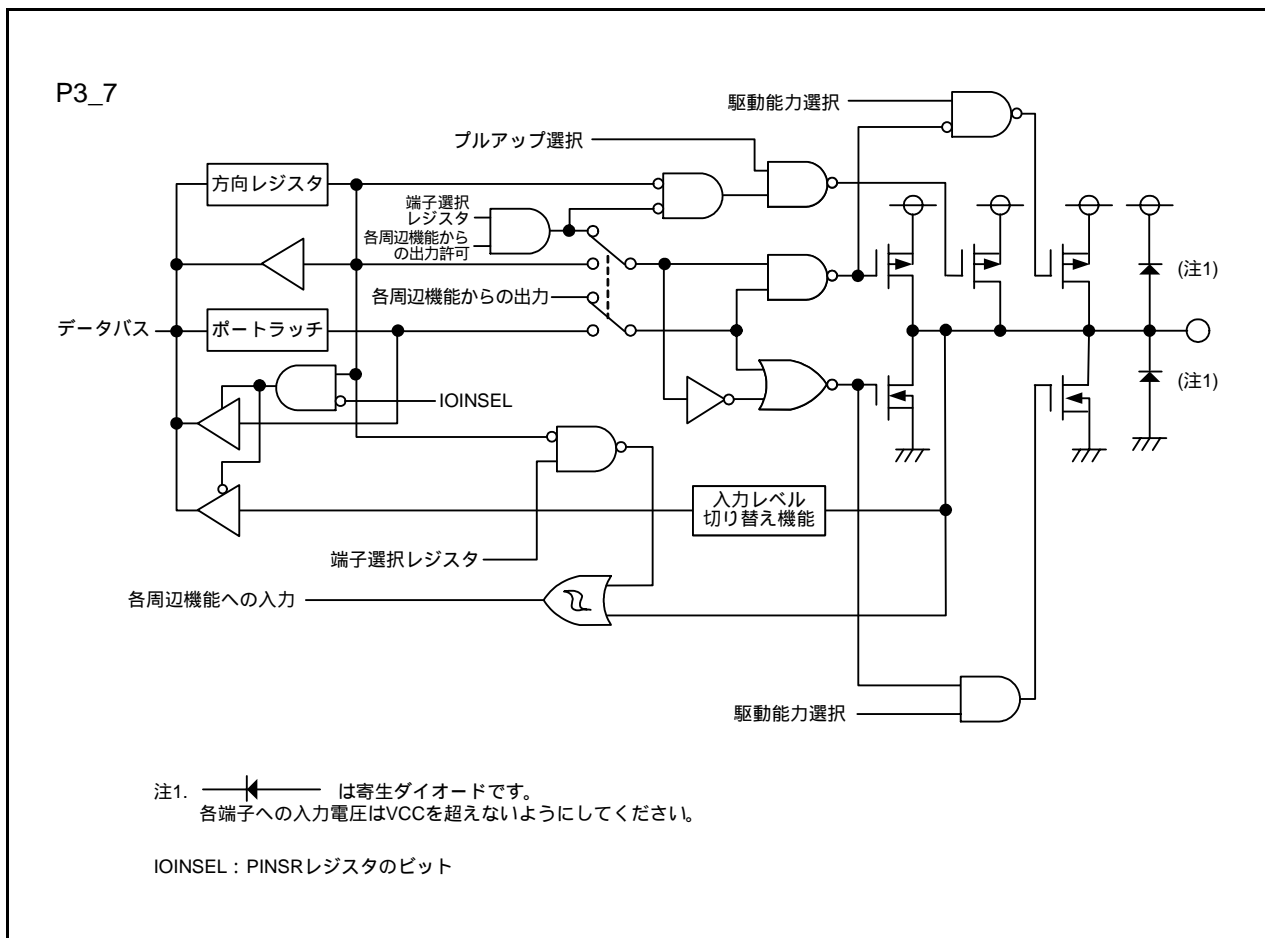 P3_7
駆動能力選択
プルアップ選択
方向レジスタ
端子選択
レジスタ
各周辺機能から
の出力許可
(注1)
各周辺機能からの出力
データバス
ポートラッチ
(注1)
IOINSEL
入力レベル
切り替え機能
端子選択レジスタ
各周辺機能への入力
駆動能力選択
注1. は寄生ダイオードです。
各端子への入力電圧はVCCを超えないようにしてください。
IOINSEL：PINSRレジスタのビット